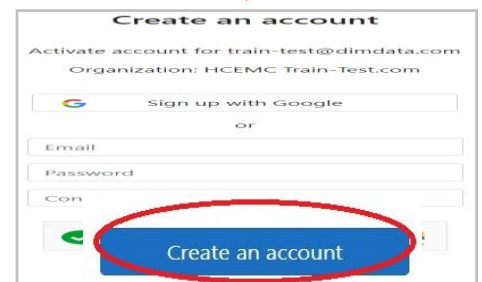 Create an account
Activate account for train-test@dimdata.com
Organization: HCEMC Train-Test.com
Sign up with Google
or
Email
Password
Con
Create an account